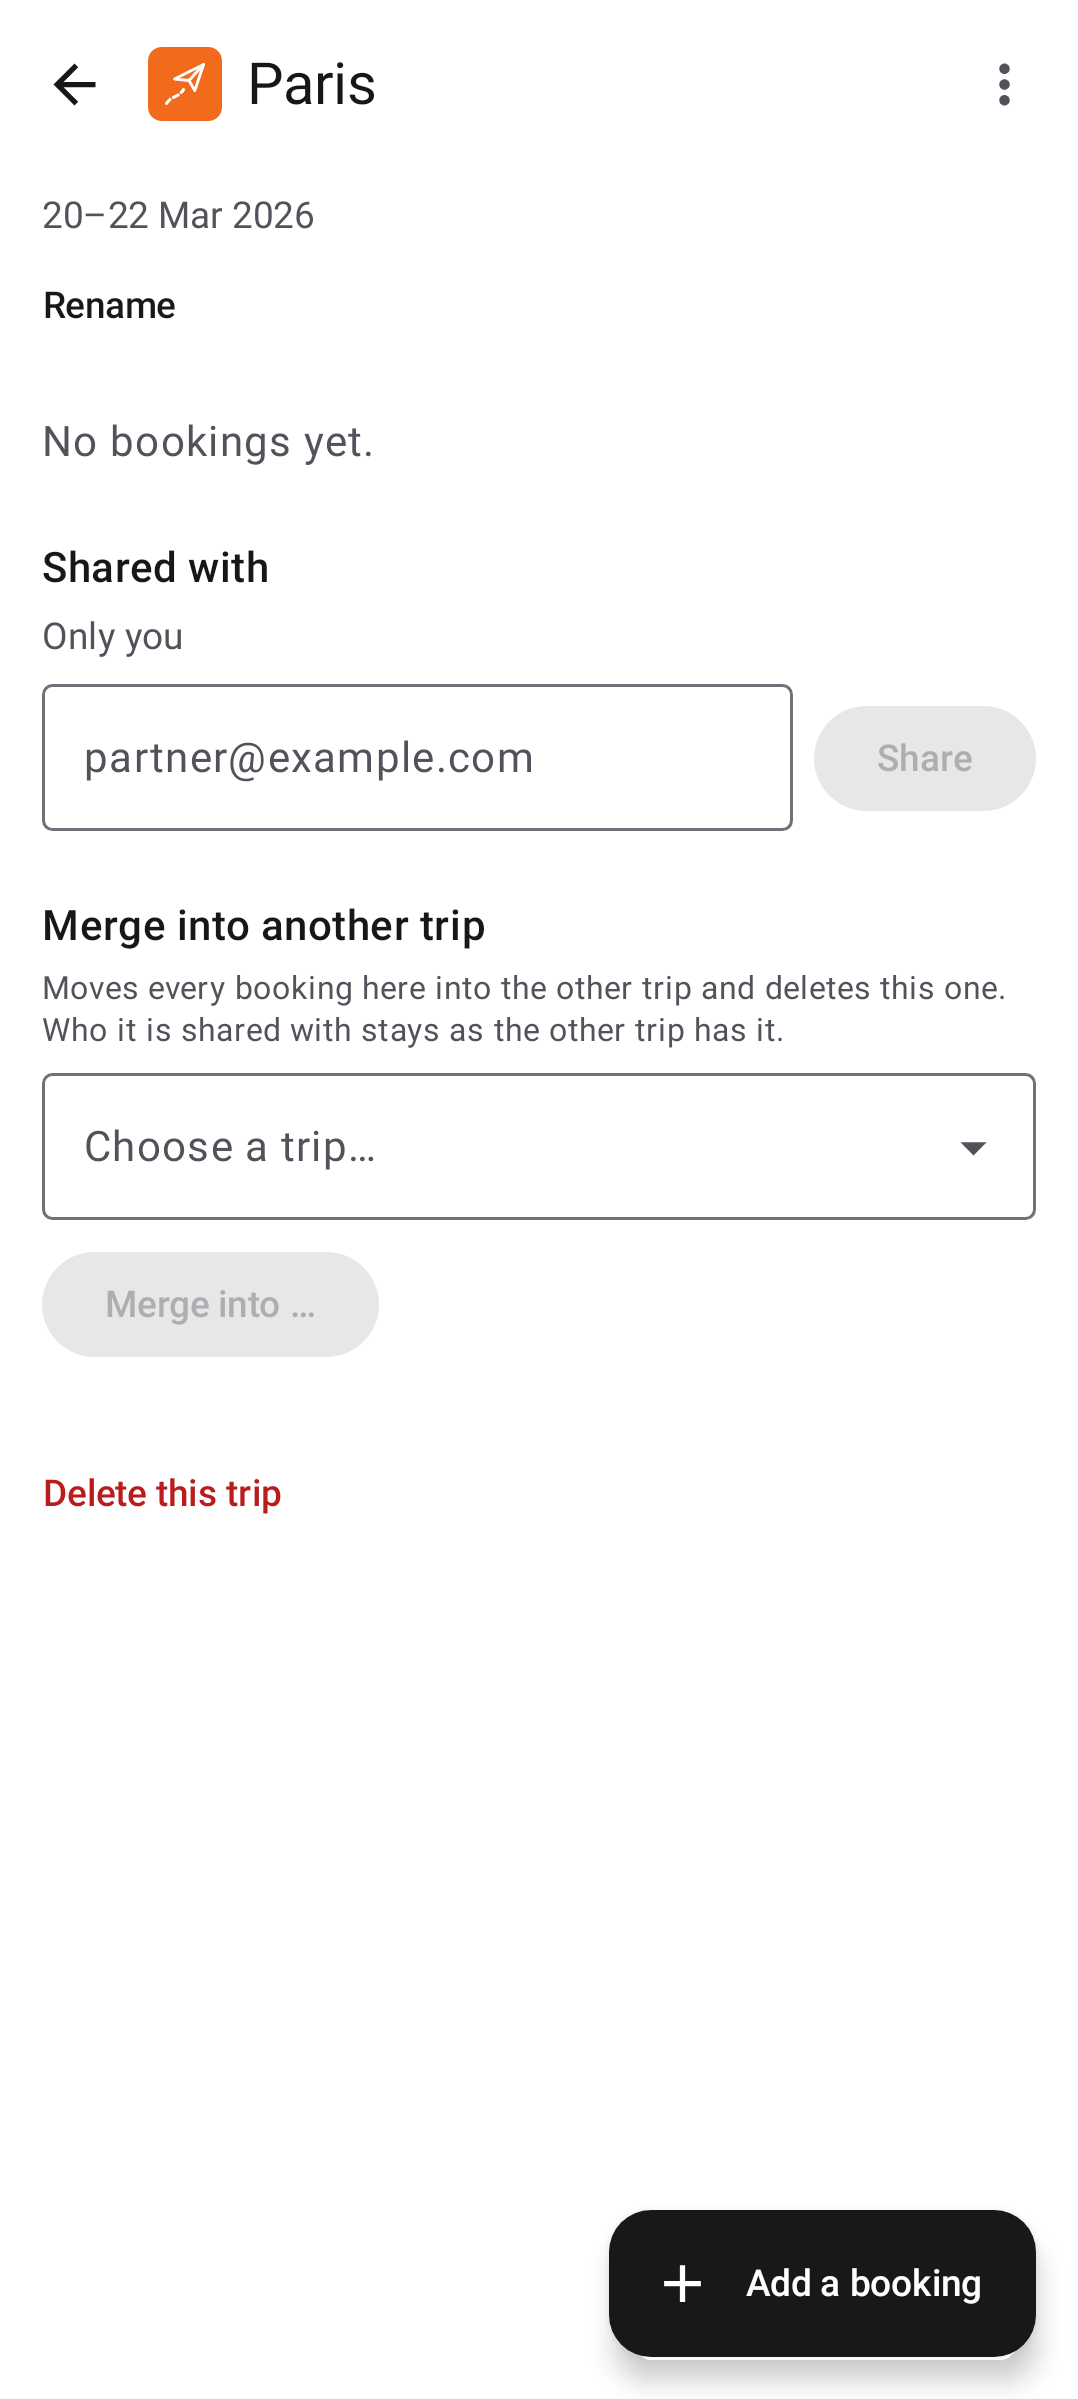 Paris
20–22 Mar 2026
Rename
No bookings yet.
Shared with
Only you
partner@example.com
Share
Merge into another trip
Moves every booking here into the other trip and deletes this one.
Who it is shared with stays as the other trip has it.
Choose a trip…
Merge into …
Delete this trip
Add a booking